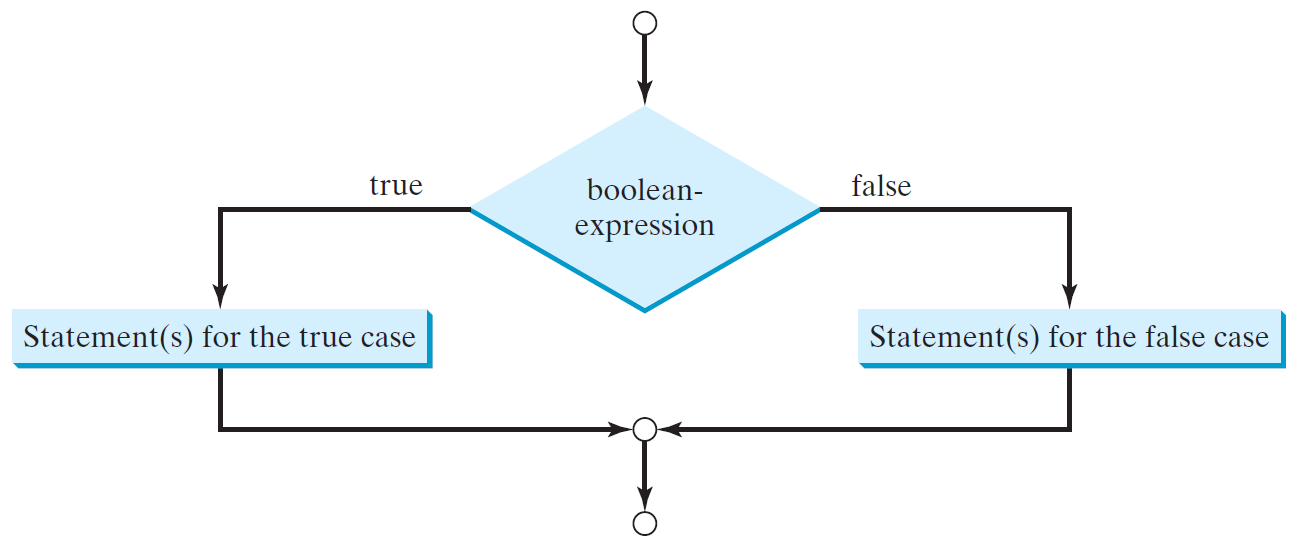 true
boolean-
expression
false
Statement(s) for the true case
Statement(s) for the false case